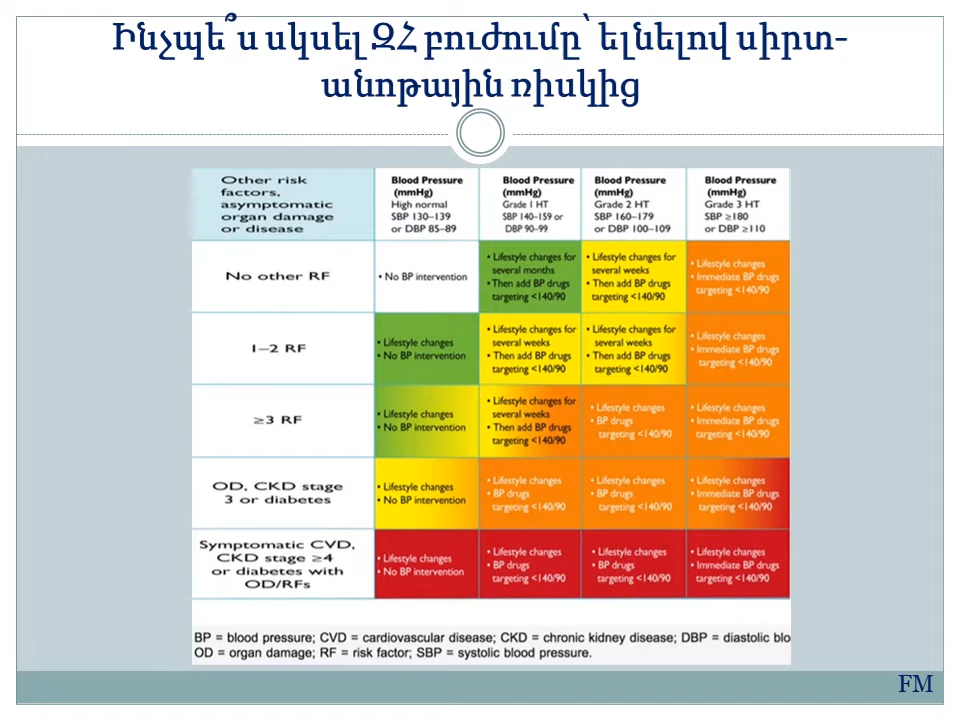 Ինչպե՞ս սկսել ԶՀ բուժումը՝ ելնելով սիրտ-
անոթային ռիսկից
Other risk
factors,
asymptomatic
organ damage
or disease
Blood Pressure
(mmHg)
High normal
SBP 130–139
or DBP 85–89
Blood Pressure
(mmHg)
Grade 1 HT
SBP 140–159 or
DBP 90–99
Blood Pressure
(mmHg)
Grade 2 HT
SBP 160–179
or DBP 100–109
Blood Pressure
(mmHg)
Grade 3 HT
SBP ≥180
or DBP ≥110
No other RF
• No BP intervention
• Lifestyle changes for
several months
• Then add BP drugs
targeting <140/90
• Lifestyle changes for
several weeks
• Then add BP drugs
targeting <140/90
• Lifestyle changes
• Immediate BP drugs
targeting <140/90
1–2 RF
• Lifestyle changes
• No BP intervention
• Lifestyle changes for
several weeks
• Then add BP drugs
targeting <140/90
• Lifestyle changes for
several weeks
• Then add BP drugs
targeting <140/90
• Lifestyle changes
• Immediate BP drugs
targeting <140/90
≥3 RF
• Lifestyle changes
• No BP intervention
• Lifestyle changes for
several weeks
• Then add BP drugs
targeting <140/90
• Lifestyle changes
• BP drugs
targeting <140/90
• Lifestyle changes
• Immediate BP drugs
targeting <140/90
OD, CKD stage
3 or diabetes
• Lifestyle changes
• No BP intervention
• Lifestyle changes
• BP drugs
targeting <140/90
• Lifestyle changes
• BP drugs
targeting <140/90
• Lifestyle changes
• Immediate BP drugs
targeting <140/90
Symptomatic CVD,
CKD stage ≥4
or diabetes with
OD/RFs
• Lifestyle changes
• No BP intervention
• Lifestyle changes
• BP drugs
targeting <140/90
• Lifestyle changes
• BP drugs
targeting <140/90
• Lifestyle changes
• Immediate BP drugs
targeting <140/90
BP = blood pressure; CVD = cardiovascular disease; CKD = chronic kidney disease; DBP = diastolic blo
OD = organ damage; RF = risk factor; SBP = systolic blood pressure.
FM